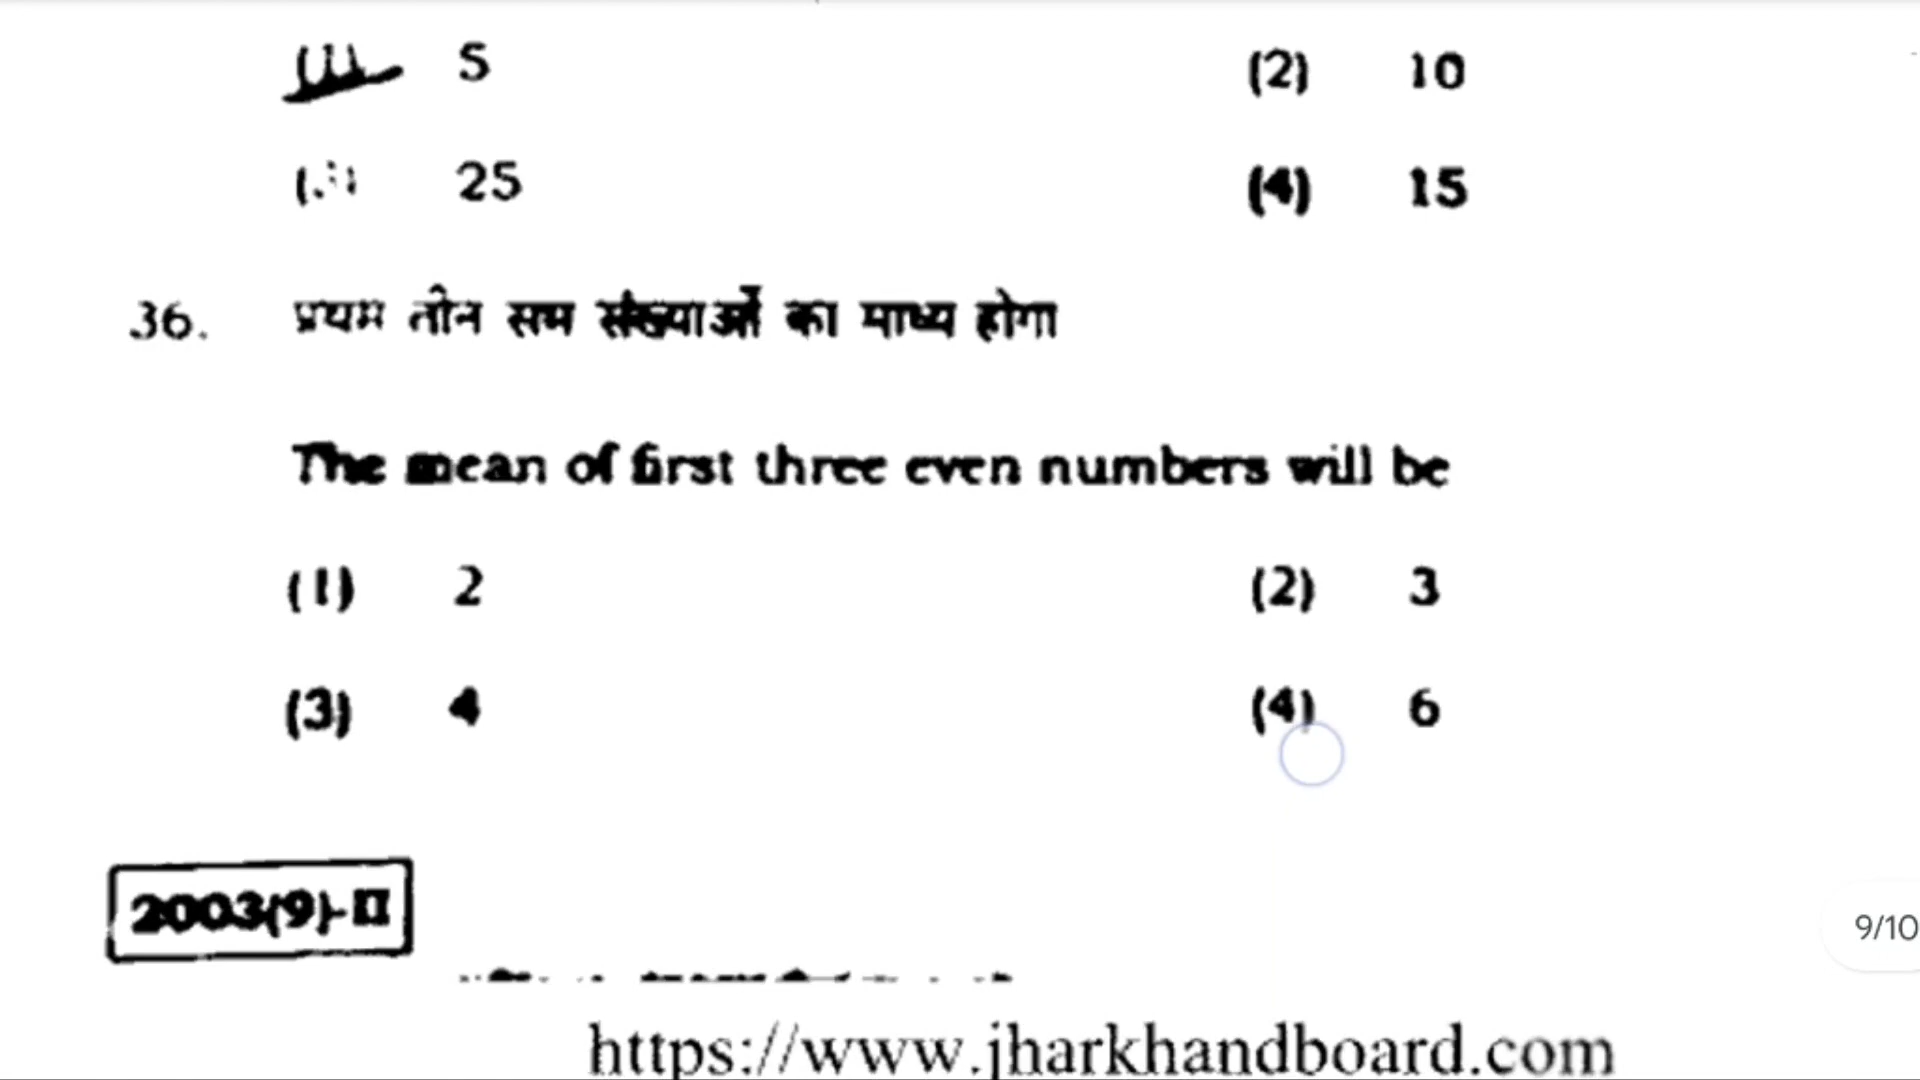 5 (2) 10
25 (4) 15
36. प्रथम तीन सम संख्याओं का माध्य होगा
The mean of first three even numbers will be
(1) 2 (2) 3
(3) 4 (4) 6
2003(9)-II
9/10
https://www.jharkhandboard.com